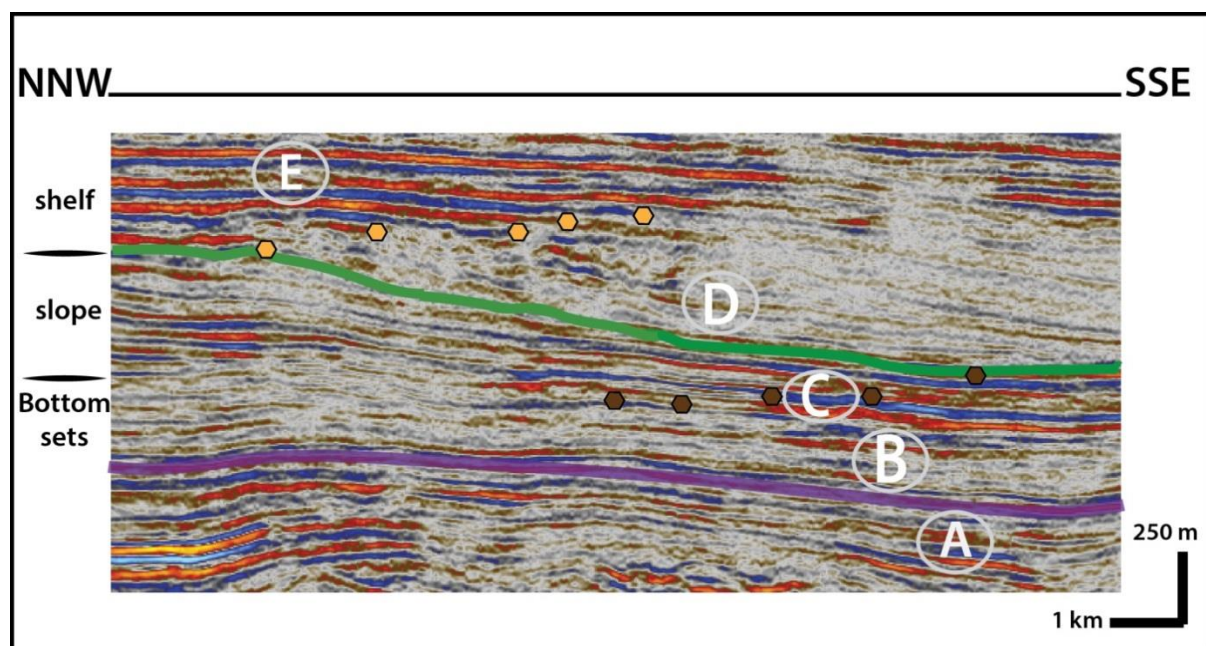 NNW
SSE
E
shelf
D
slope
C
Bottom
sets
B
A
250 m
1 km